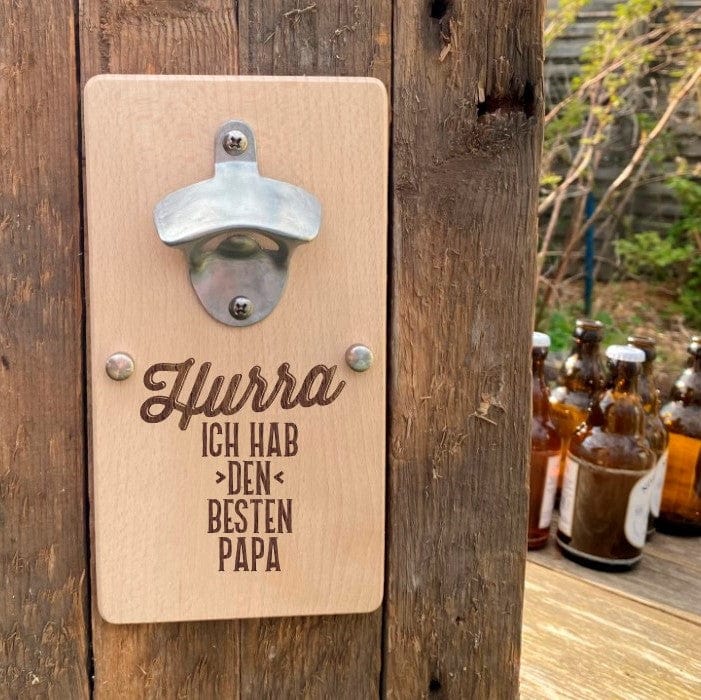 Hurra
ICH HAB
>DEN<
BESTEN
PAPA